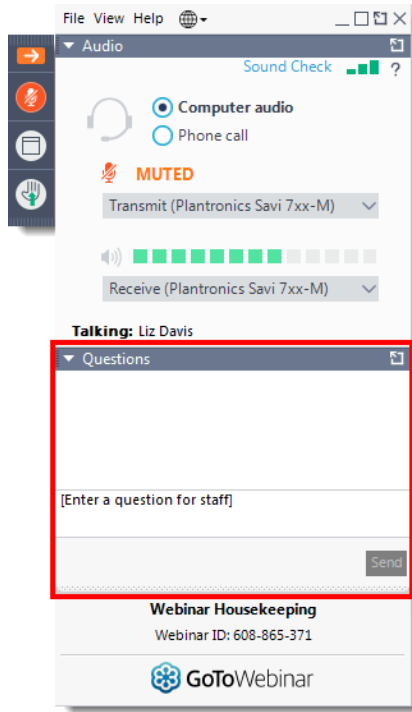 File View Help
Audio
Sound Check ?
Computer audio
Phone call
MUTED
Transmit (Plantronics Savi 7xx-M)
Receive (Plantronics Savi 7xx-M)
Talking: Liz Davis
Questions
[Enter a question for staff]
Send
Webinar Housekeeping
Webinar ID: 608-865-371
GoToWebinar